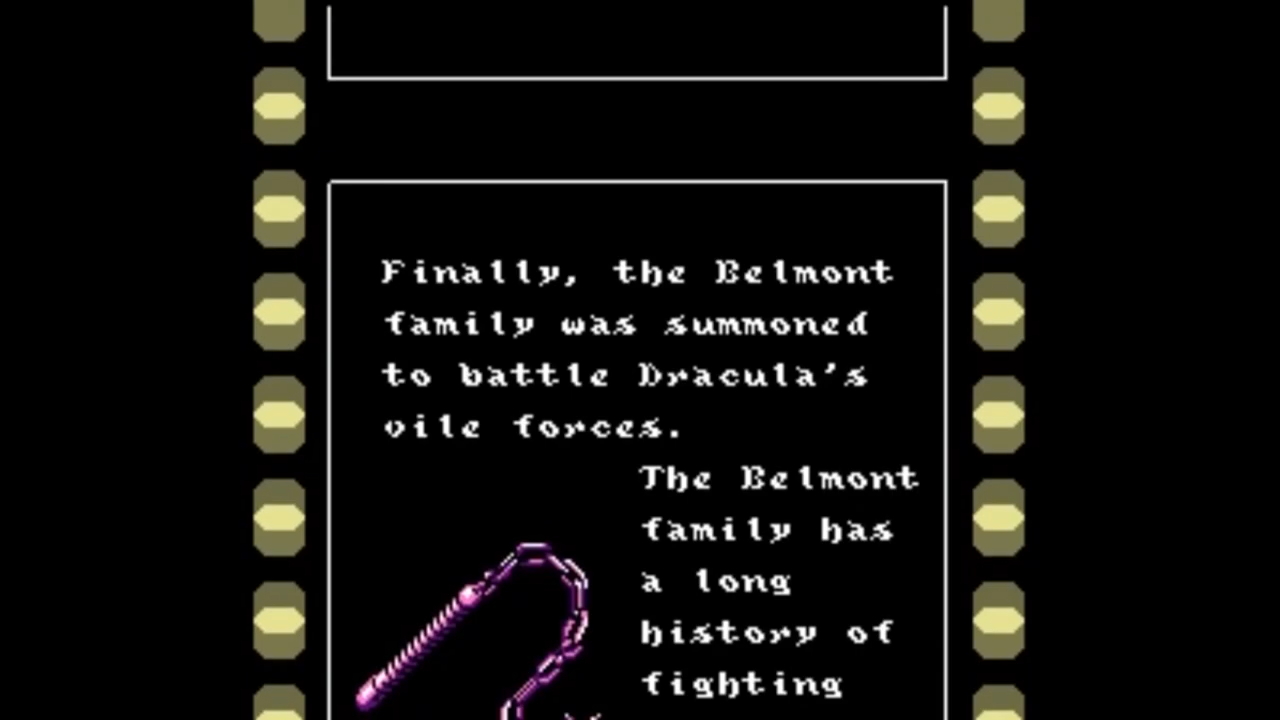 Finally, the Belmont
family was summoned
to battle Dracula's
vile forces.
The Belmont
family has
a long
history of
fighting